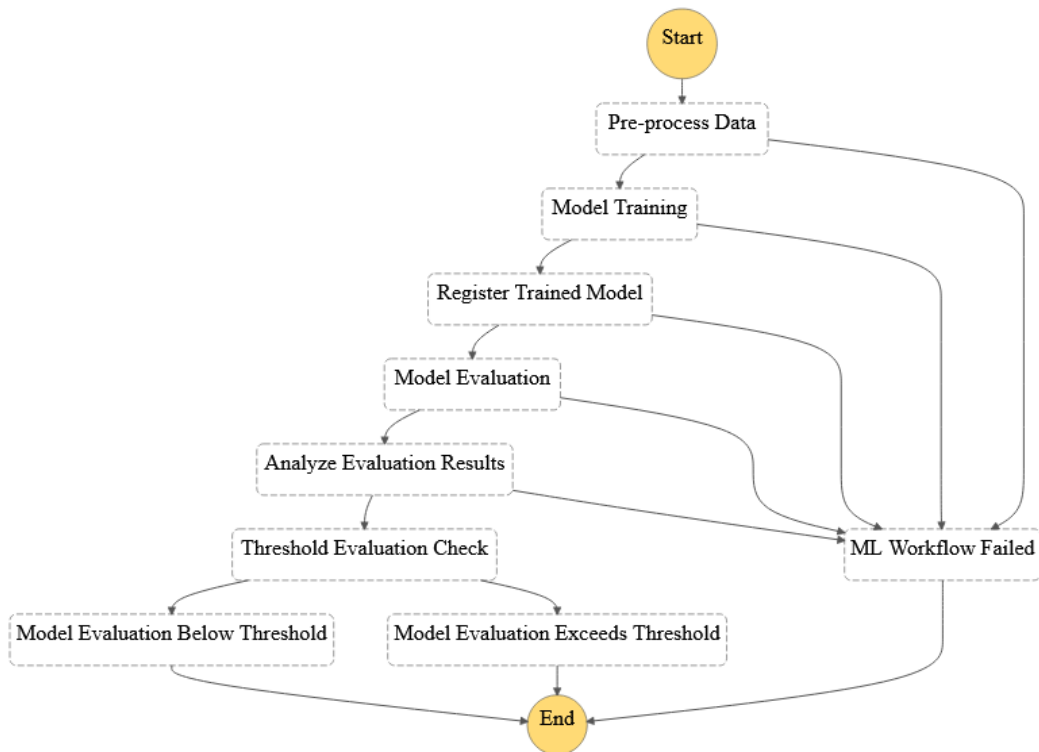 Start
Pre-process Data
Model Training
Register Trained Model
Model Evaluation
Analyze Evaluation Results
Threshold Evaluation Check
ML Workflow Failed
Model Evaluation Below Threshold
Model Evaluation Exceeds Threshold
End